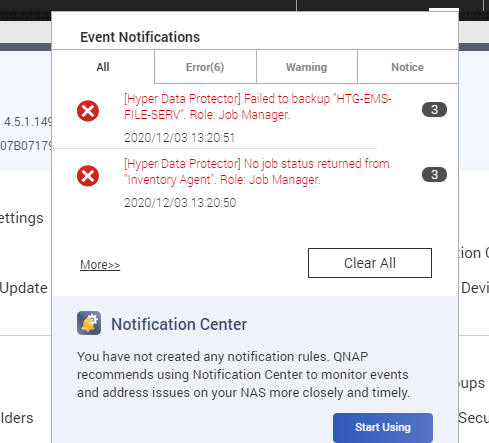 Event Notifications
All
Error(6)
Warning
Notice
[Hyper Data Protector] Failed to backup "HTG-EMS-
FILE-SERV". Role: Job Manager.
3
2020/12/03 13:20:51
4.5.1.149
07B07179
[Hyper Data Protector] No job status returned from
"Inventory Agent". Role: Job Manager.
3
2020/12/03 13:20:50
ettings
tion C
More>>
Clear All
Update
Devi
Notification Center
You have not created any notification rules. QNAP
recommends using Notification Center to monitor events
and address issues on your NAS more closely and timely.
oups
lders
Secu
Start Using